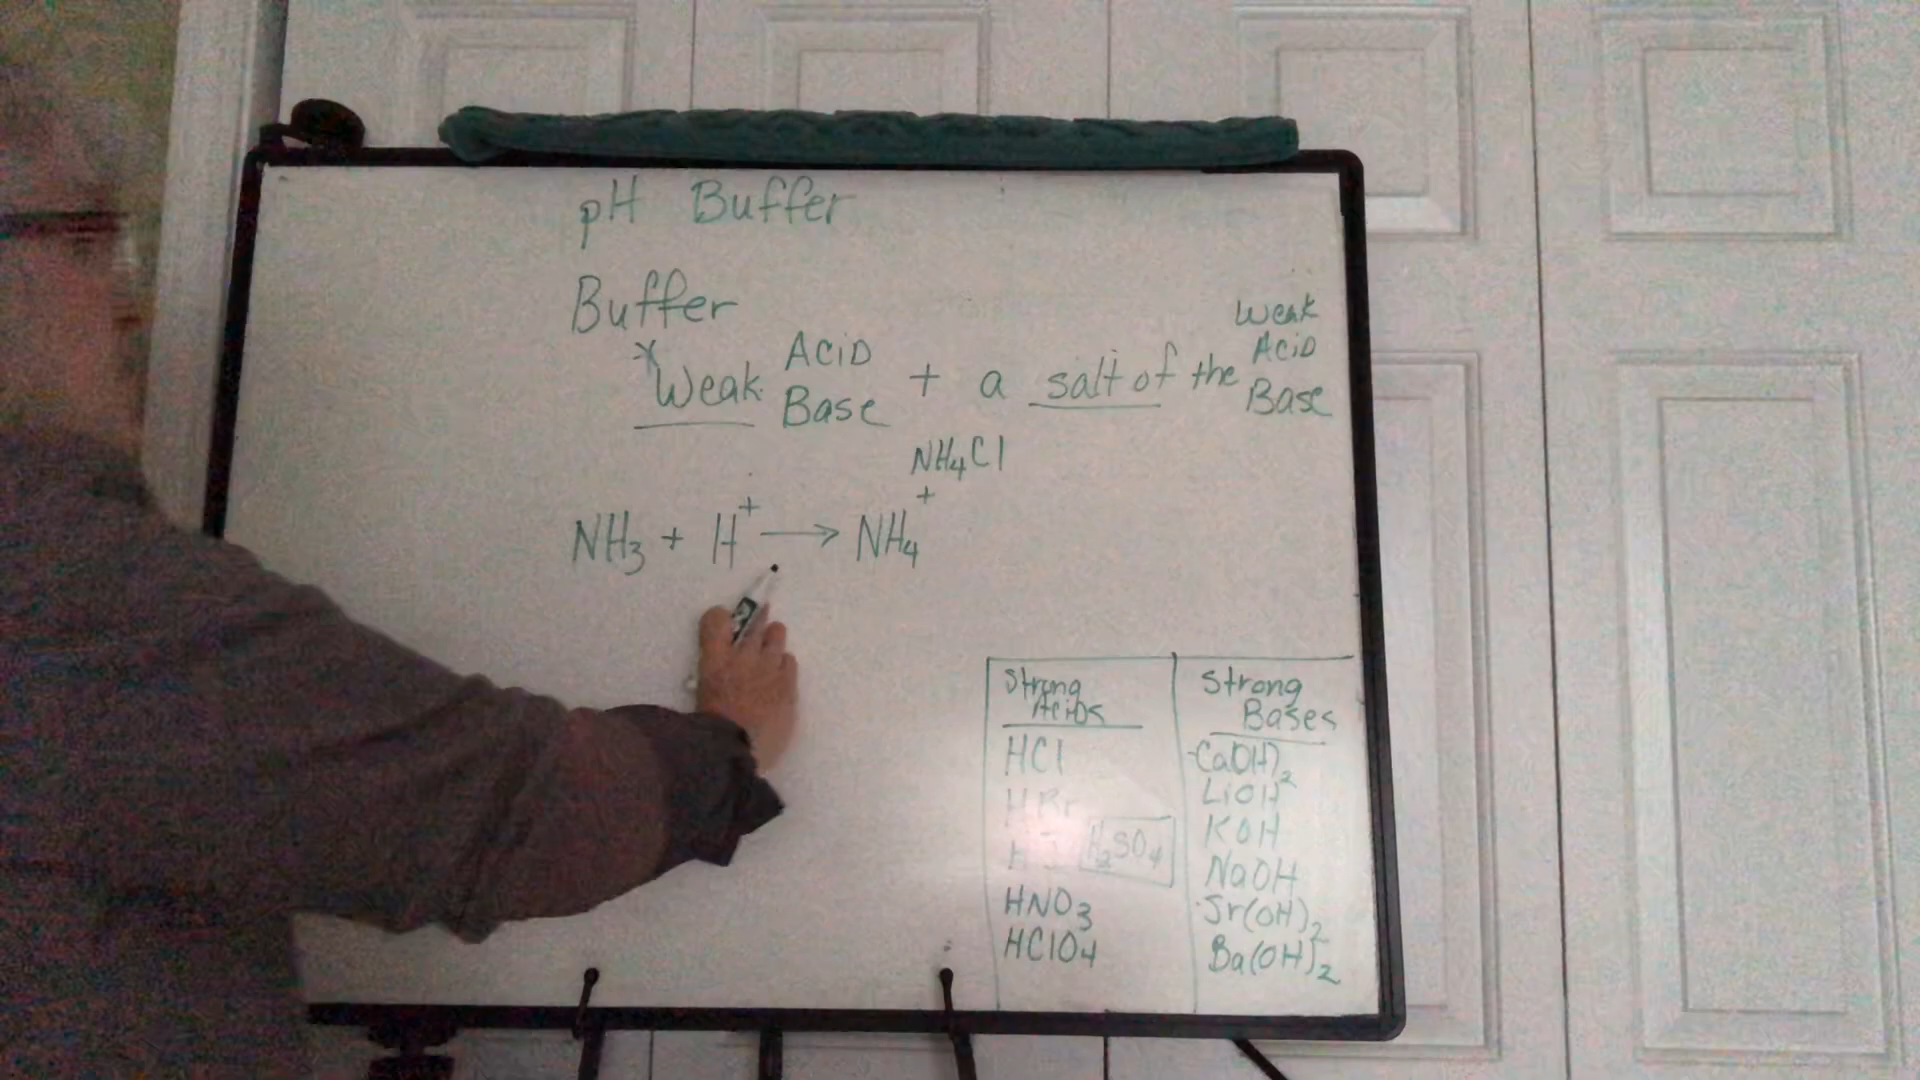 pH Buffer
Buffer
*Weak Acid Base + a salt of the Weak Acid Base
NH₄Cl
NH₃ + H⁺ → NH₄⁺
Strong Acids
HCl
HBr
H₂SO₄
HNO₃
HClO₄
Strong Bases
Ca(OH)₂
LiOH
KOH
NaOH
Sr(OH)₂
Ba(OH)₂